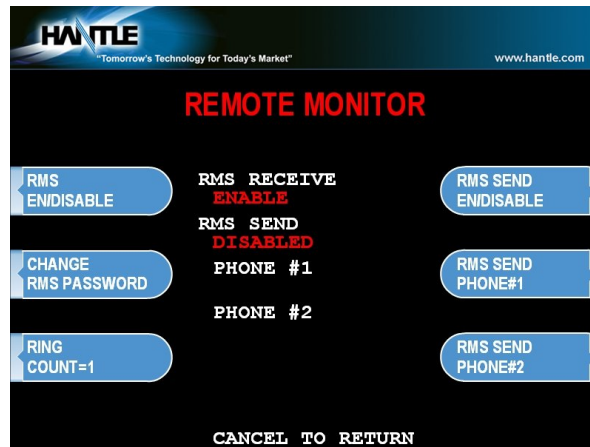 HANTLE
"Tomorrow's Technology for Today's Market"
www.hantle.com
REMOTE MONITOR
RMS
EN/DISABLE
RMS RECEIVE
ENABLE
RMS SEND
EN/DISABLE
RMS SEND
DISABLED
CHANGE
RMS PASSWORD
PHONE #1
RMS SEND
PHONE#1
PHONE #2
RING
COUNT=1
RMS SEND
PHONE#2
CANCEL TO RETURN